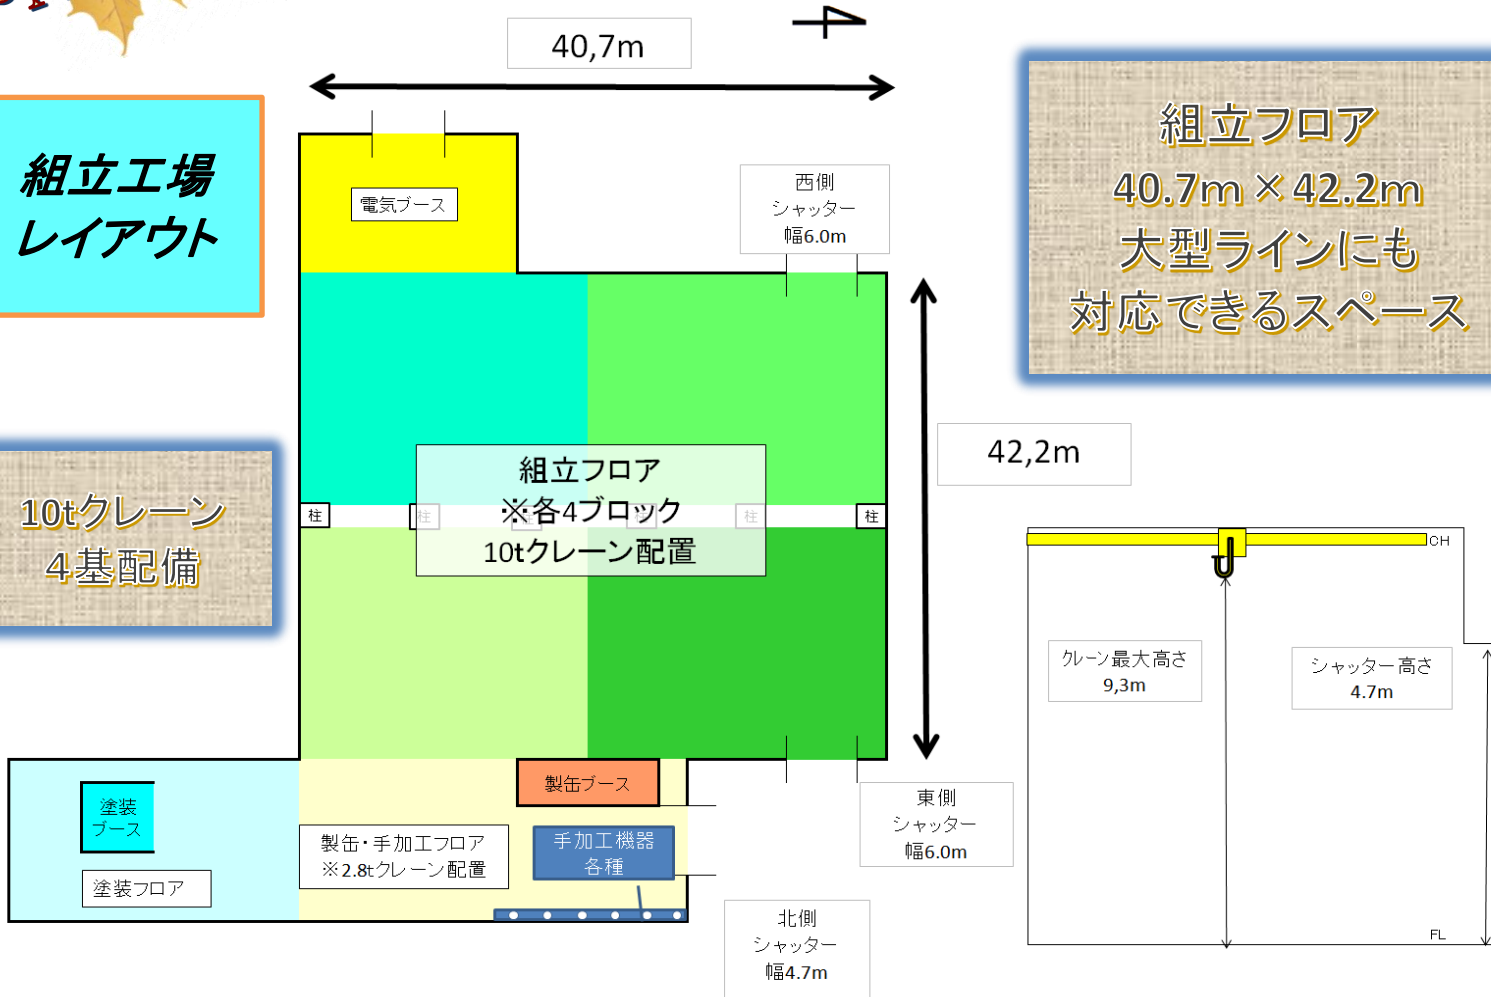 40,7m
組立工場
レイアウト
組立フロア
40.7m ×42.2m
大型ラインにも
対応できるスペース
電気ブース
西側
シャッター
幅6.0m
10tクレーン
4基配備
組立フロア
※各4ブロック
10tクレーン配置
柱
柱
柱
柱
柱
42,2m
CH
クレーン最大高さ
9,3m
シャッター高さ
4.7m
FL
塗装
ブース
塗装フロア
製缶ブース
製缶・手加工フロア
※2.8tクレーン配置
手加工機器
各種
東側
シャッター
幅6.0m
北側
シャッター
幅4.7m